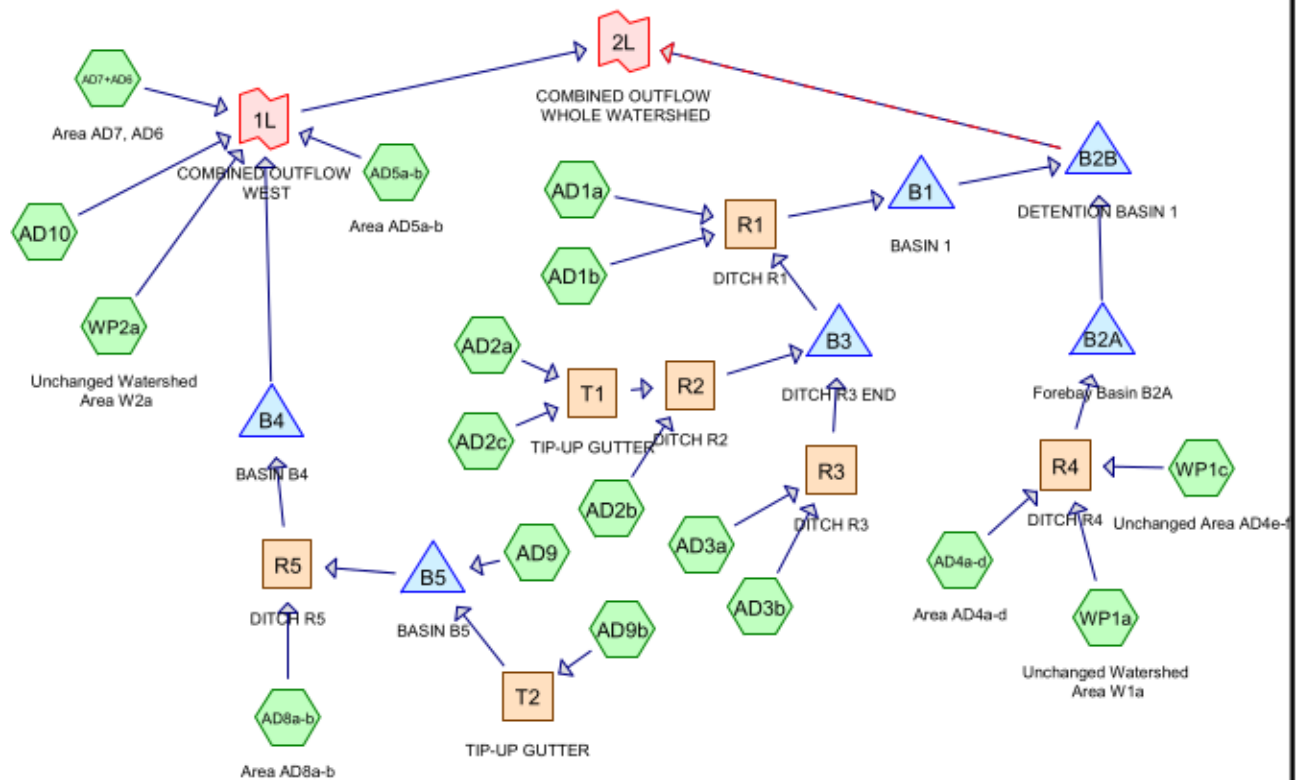 2L
COMBINED OUTFLOW
WHOLE WATERSHED
AD7+AD6
Area AD7, AD6
1L
COMBINED OUTFLOW
WEST
AD5a-b
Area AD5a-b
AD10
WP2a
Unchanged Watershed
Area W2a
B4
BASIN B4
R5
DITCH R5
AD8a-b
Area AD8a-b
B5
BASIN B5
AD9
AD9b
T2
TIP-UP GUTTER
AD1a
AD1b
R1
DITCH R1
B1
BASIN 1
B2B
DETENTION BASIN 1
AD2a
AD2c
T1
TIP-UP GUTTER
R2
DITCH R2
AD2b
B3
DITCH R3 END
R3
DITCH R3
AD3a
AD3b
B2A
Forebay Basin B2A
R4
DITCH R4
WP1c
Unchanged Area AD4e-f
AD4a-d
Area AD4a-d
WP1a
Unchanged Watershed
Area W1a